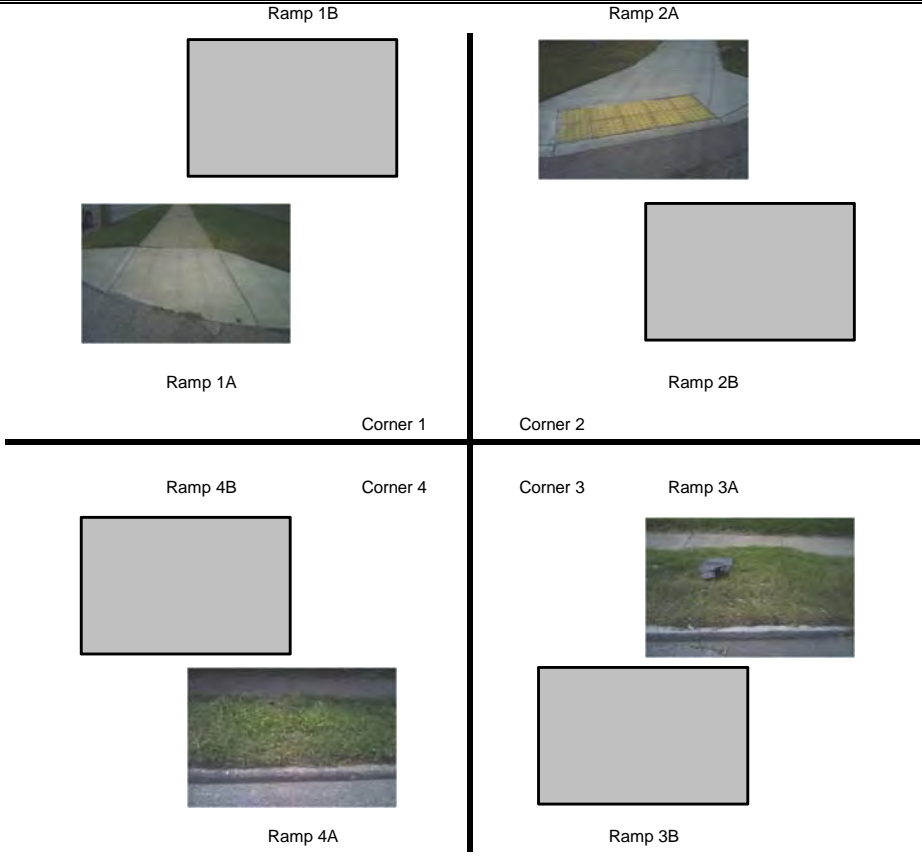 Ramp 1B Ramp 2A
Ramp 1A Ramp 2B
Corner 1 Corner 2
Ramp 4B Corner 4 Corner 3 Ramp 3A
Ramp 4A Ramp 3B